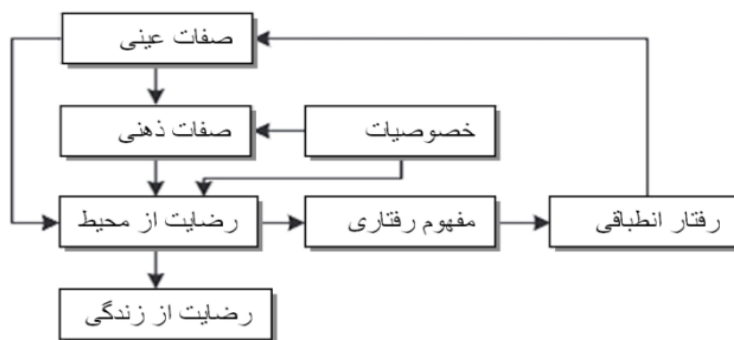 صفات عینی
صفات ذهنی
خصوصیات
رضایت از محیط
مفهوم رفتاری
رفتار انطباقی
رضایت از زندگی